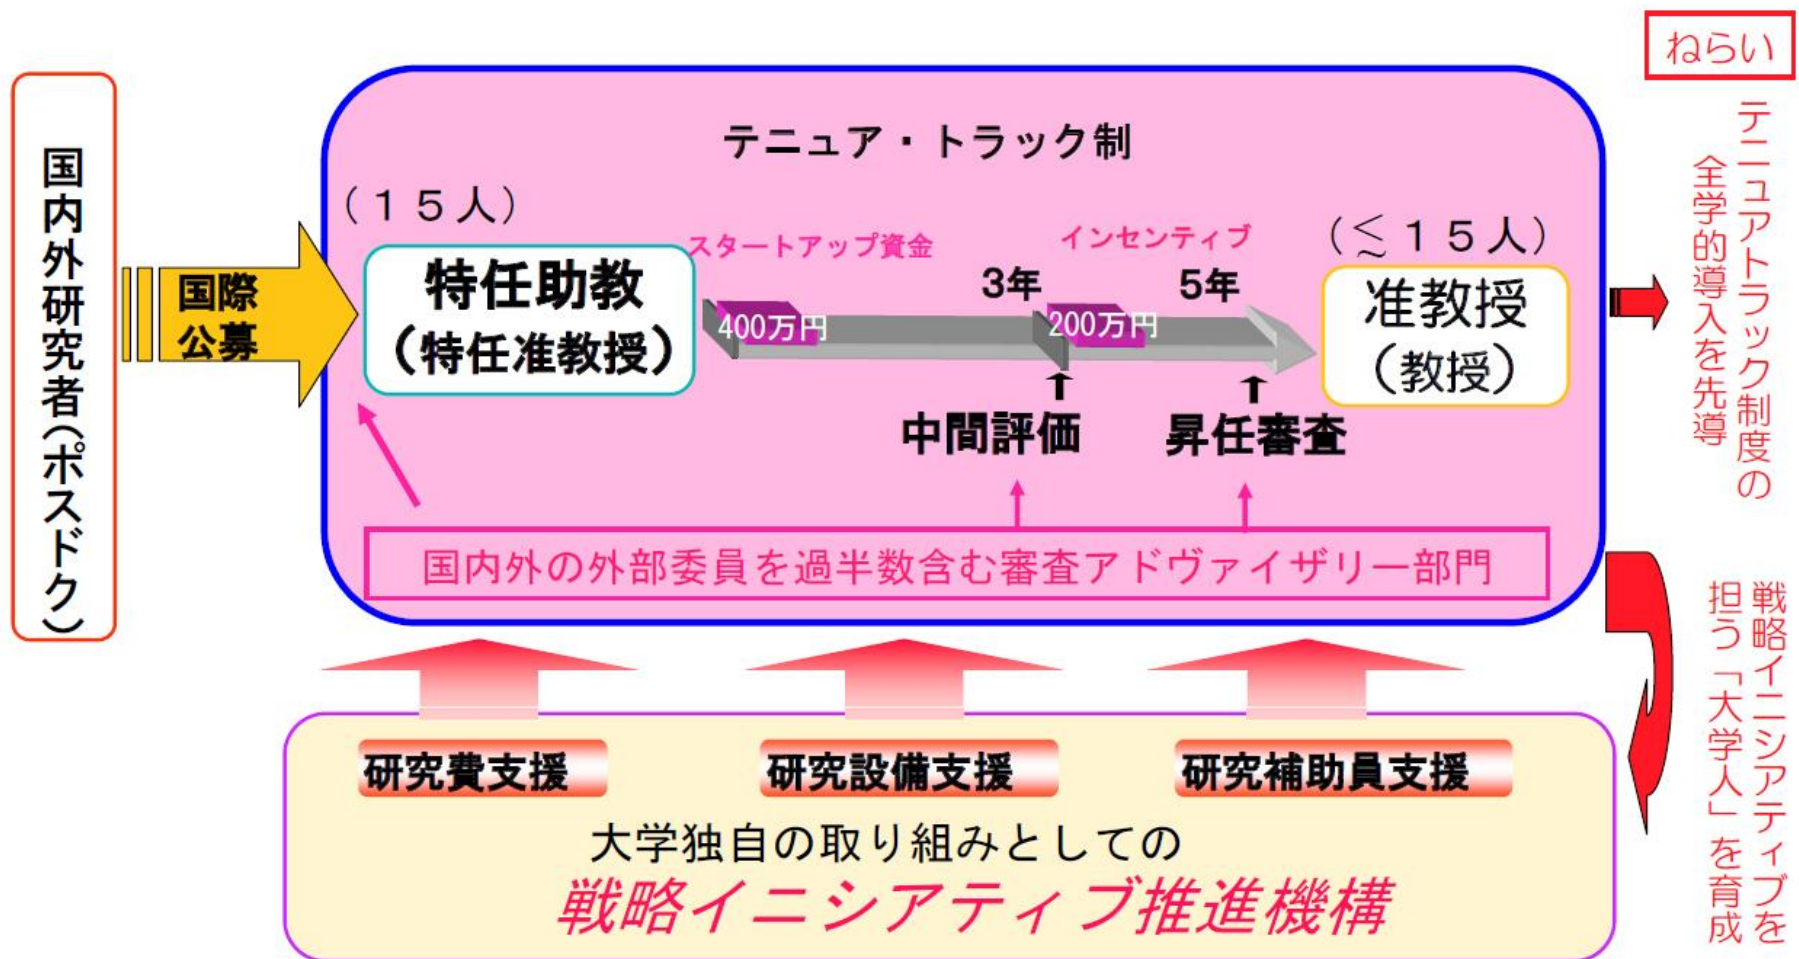 ねらい
国内外研究者(ポスドク)
国際
公募
テニュア・トラック制
(15人)
特任助教
(特任准教授)
スタートアップ資金
400万円
3年
インセンティブ
200万円
5年
(≲15人)
准教授
(教授)
中間評価
昇任審査
国内外の外部委員を過半数含む審査アドヴァイザリー部門
テニュアトラック制度の
全学的導入を先導
戦略イニシアティブを
担う「大学人」を育成
研究費支援
研究設備支援
研究補助員支援
大学独自の取り組みとしての
戦略イニシアティブ推進機構